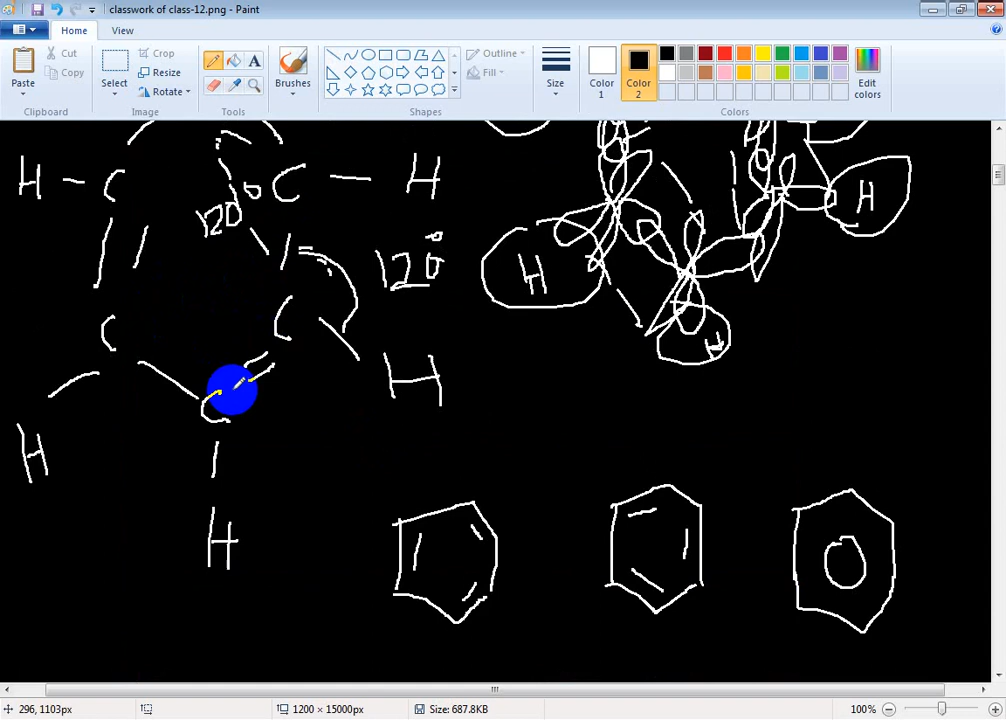 classwork of class-12.png - Paint
Home View
Paste
Cut
Copy
Clipboard
Select
Crop
Resize
Rotate
Image
A
Tools
Brushes
Shapes
Outline
Fill
Size
Color 1
Color 2
Edit colors
Colors
H - C C - H
120°
120°
H
H
C C
H
H
C
H
H
296, 1103px
1200 × 15000px
Size: 687.8KB
100%